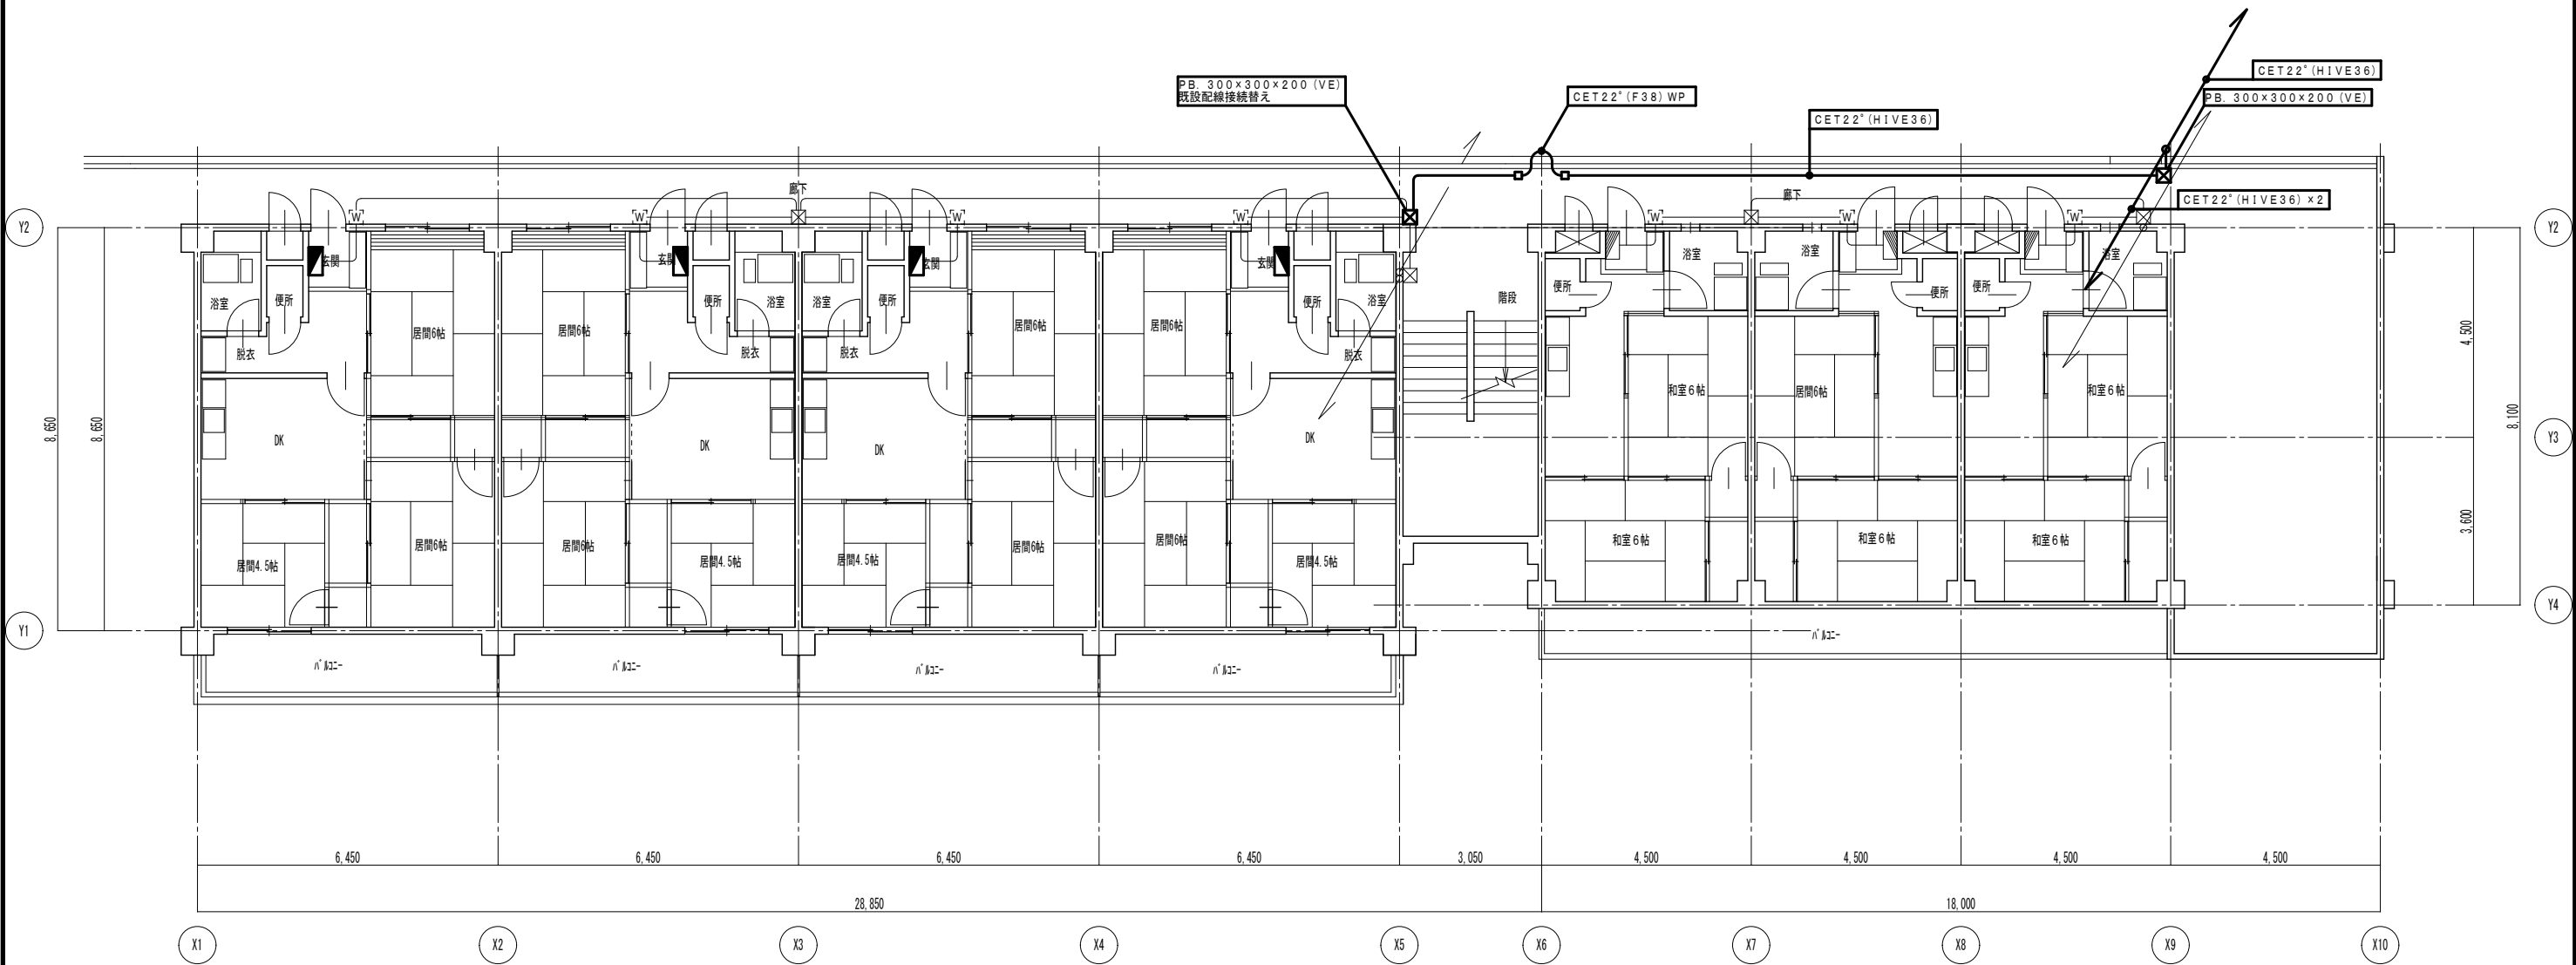 CET22°(HIVE36)
PB. 300×300×200 (VE)
既設配線接続替え
CET22°(F38) WP
PB. 300×300×200 (VE)
CET22°(HIVE36)
廊下
廊下
CET22°(HIVE36) ×2
W
W
W
W
W
W
W
Y2
Y2
玄関
玄関
玄関
玄関
浴室
浴室
浴室
浴室
便所
便所
便所
便所
浴室
浴室
浴室
便所
便所
便所
階段
居間6帖
居間6帖
居間6帖
居間6帖
脱衣
脱衣
脱衣
脱衣
4,500
和室６帖
居間6帖
和室６帖
8,650
8,650
DK
DK
DK
DK
8,100
Y3
居間4.5帖
居間6帖
居間6帖
居間4.5帖
居間4.5帖
居間6帖
居間6帖
居間4.5帖
和室６帖
和室６帖
和室６帖
3,600
Y1
Y4
ﾊﾞﾙｺﾆｰ
ﾊﾞﾙｺﾆｰ
ﾊﾞﾙｺﾆｰ
ﾊﾞﾙｺﾆｰ
ﾊﾞﾙｺﾆｰ
6,450
6,450
6,450
6,450
3,050
4,500
4,500
4,500
4,500
28,850
18,000
X1
X2
X3
X4
X5
X6
X7
X8
X9
X10